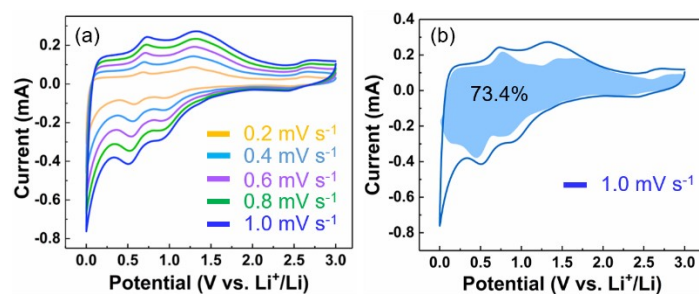 (a)
Current (mA)
0.4
0.2
0.0
-0.2
-0.4
-0.6
-0.8
0.2 mV s⁻¹
0.4 mV s⁻¹
0.6 mV s⁻¹
0.8 mV s⁻¹
1.0 mV s⁻¹
0.0 0.5 1.0 1.5 2.0 2.5 3.0
Potential (V vs. Li⁺/Li)
(b)
Current (mA)
0.4
0.2
0.0
-0.2
-0.4
-0.6
-0.8
73.4%
1.0 mV s⁻¹
0.0 0.5 1.0 1.5 2.0 2.5 3.0
Potential (V vs. Li⁺/Li)